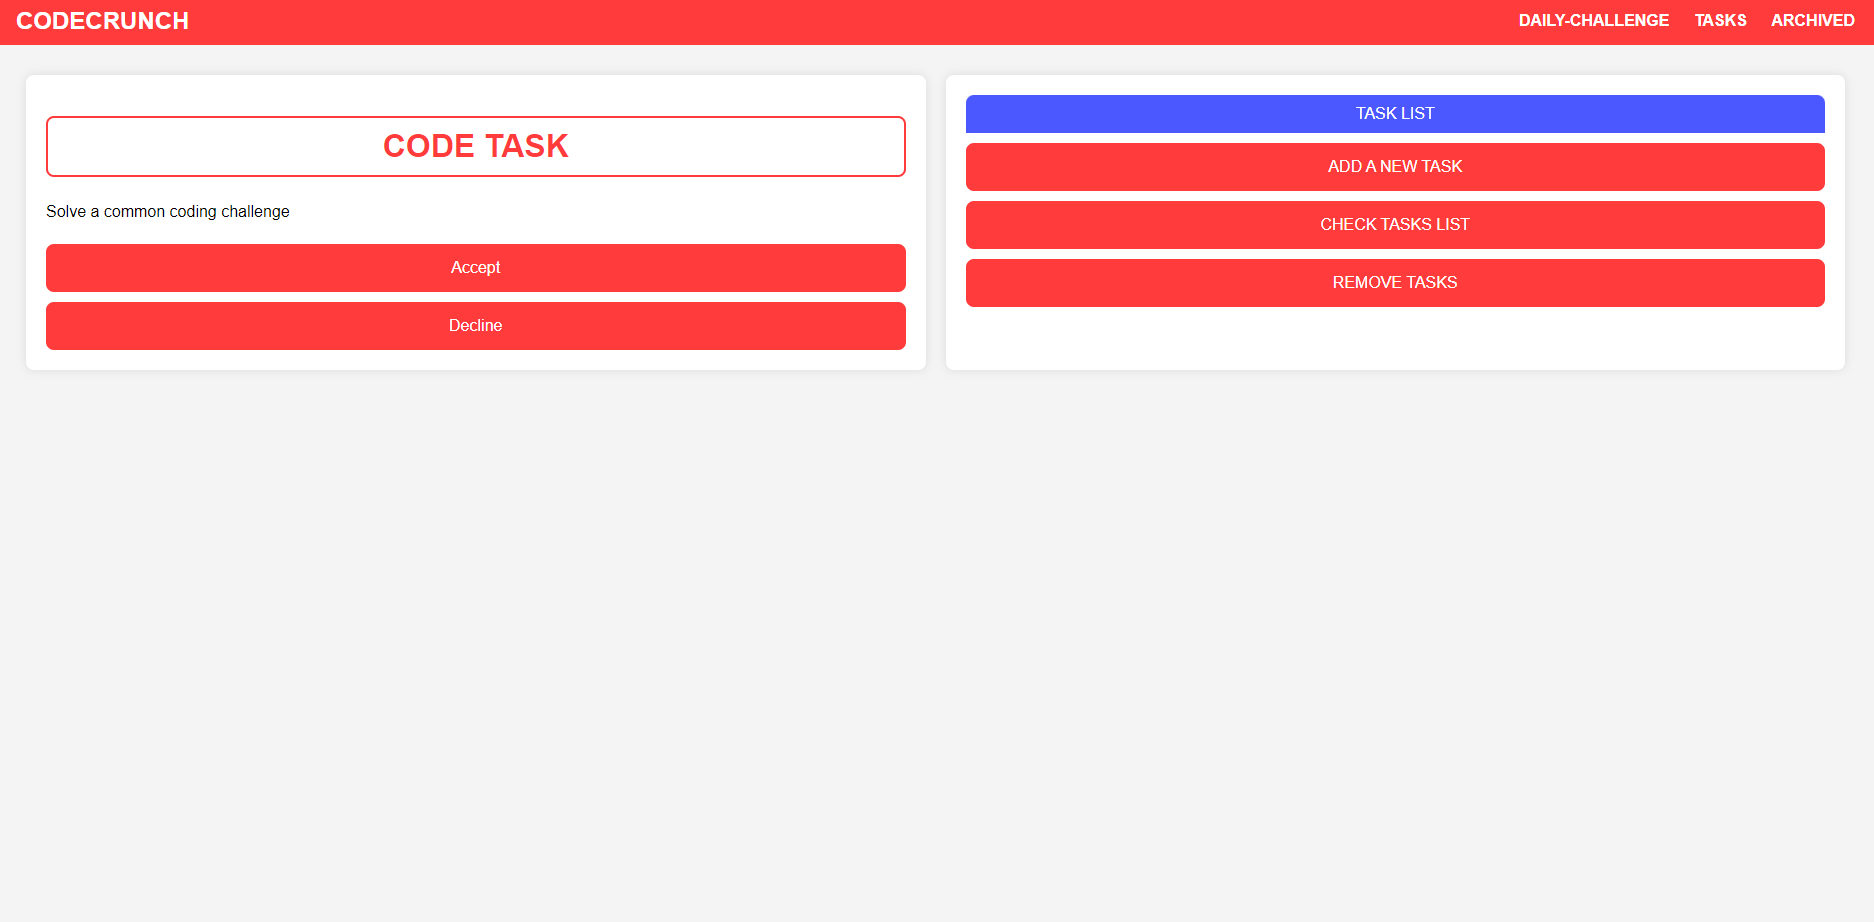 CODECRUNCH
DAILY-CHALLENGE TASKS ARCHIVED
CODE TASK
Solve a common coding challenge
Accept
Decline
TASK LIST
ADD A NEW TASK
CHECK TASKS LIST
REMOVE TASKS